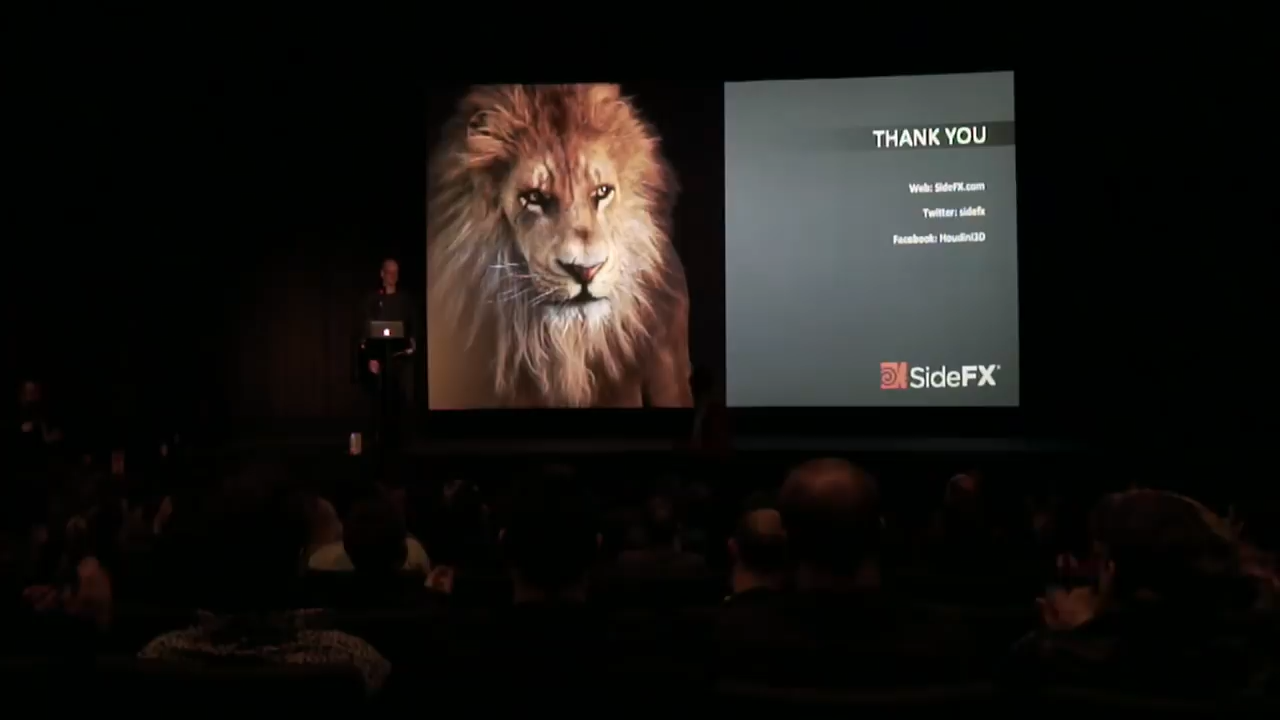 THANK YOU
Web: SideFX.com
Twitter: sidefx
Facebook: Houdini3D
SideFX